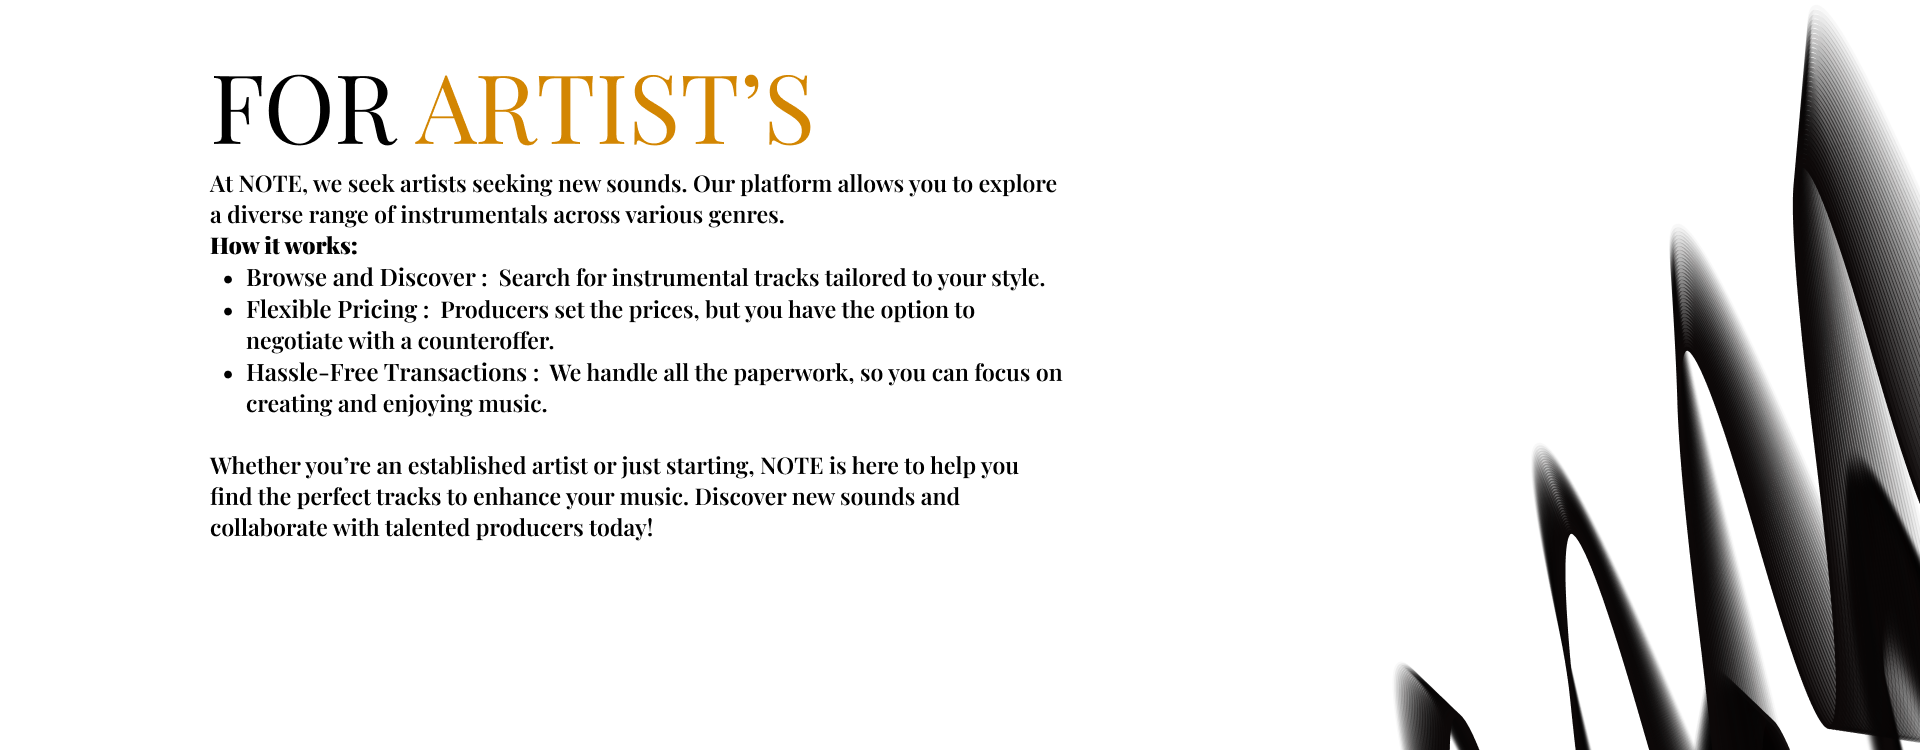 FOR ARTIST’S
At NOTE, we seek artists seeking new sounds. Our platform allows you to explore
a diverse range of instrumentals across various genres.
How it works:
• Browse and Discover :  Search for instrumental tracks tailored to your style.
• Flexible Pricing :  Producers set the prices, but you have the option to
negotiate with a counteroffer.
• Hassle-Free Transactions :  We handle all the paperwork, so you can focus on
creating and enjoying music.
Whether you’re an established artist or just starting, NOTE is here to help you
find the perfect tracks to enhance your music. Discover new sounds and
collaborate with talented producers today!